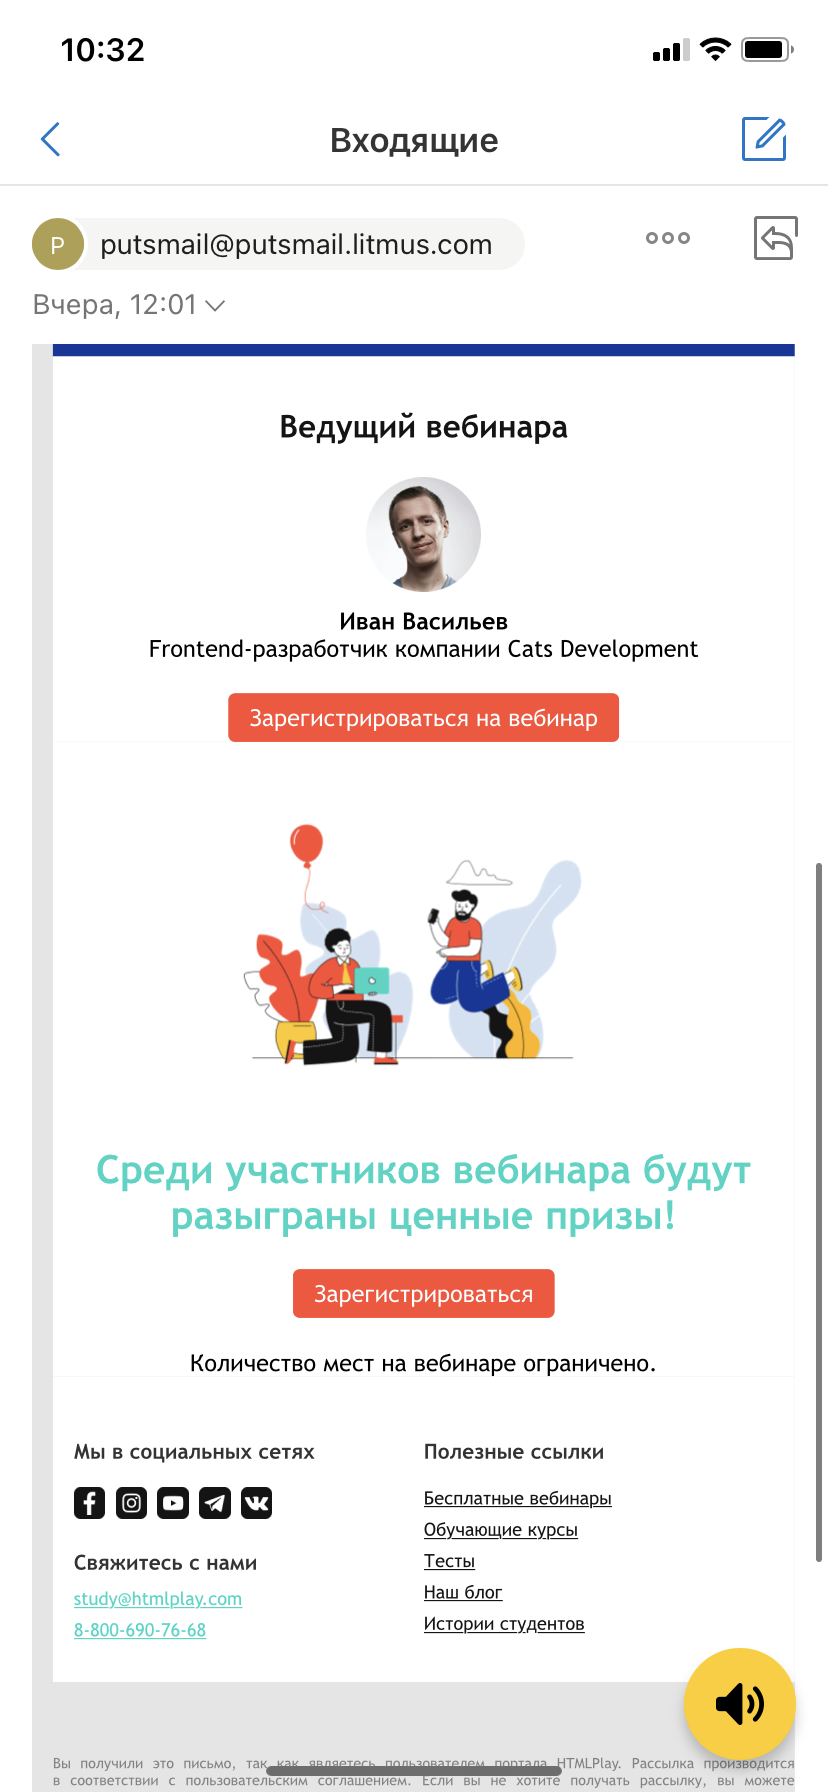 10:32
Входящие
P
putsmail@putsmail.litmus.com
Вчера, 12:01
Ведущий вебинара
Иван Васильев
Frontend-разработчик компании Cats Development
Зарегистрироваться на вебинар
Среди участников вебинара будут
разыграны ценные призы!
Зарегистрироваться
Количество мест на вебинаре ограничено.
Мы в социальных сетях
Свяжитесь с нами
study@htmlplay.com
8-800-690-76-68
Полезные ссылки
Бесплатные вебинары
Обучающие курсы
Тесты
Наш блог
Истории студентов
Вы получили это письмо, так как являетесь пользователем портала HTMLPlay. Рассылка производится
в соответствии с пользовательским соглашением. Если вы не хотите получать рассылку, вы можете